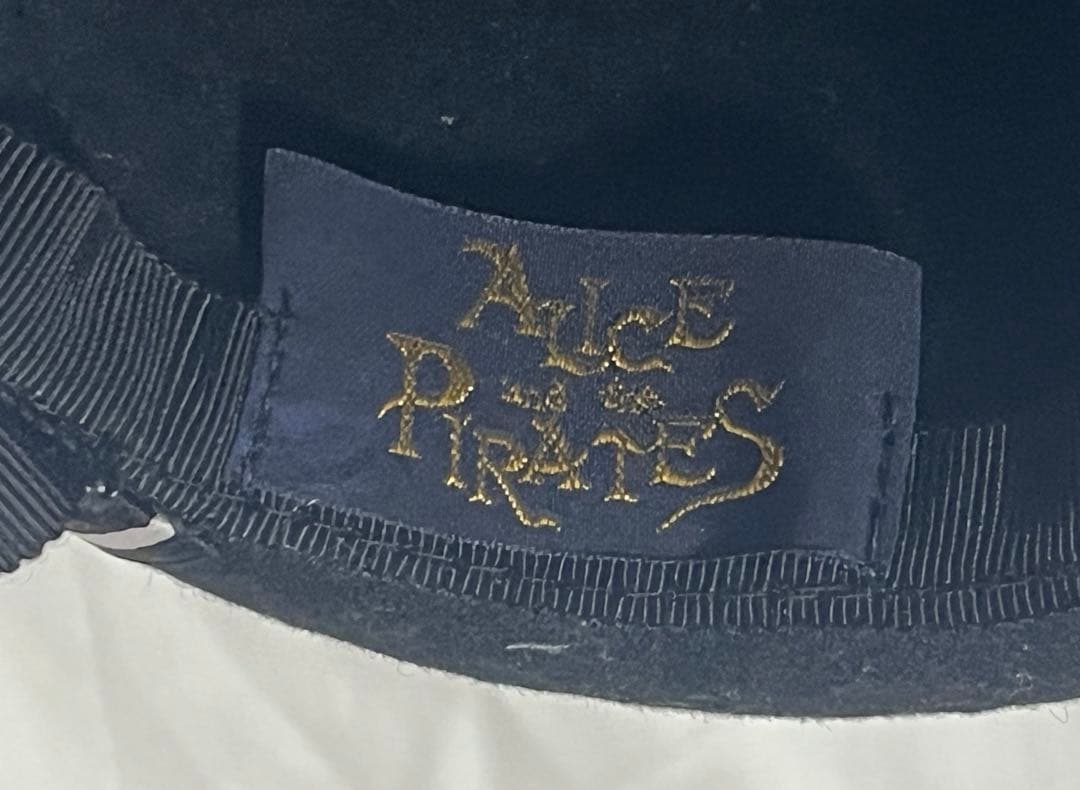 ALICE
and the
PIRATES